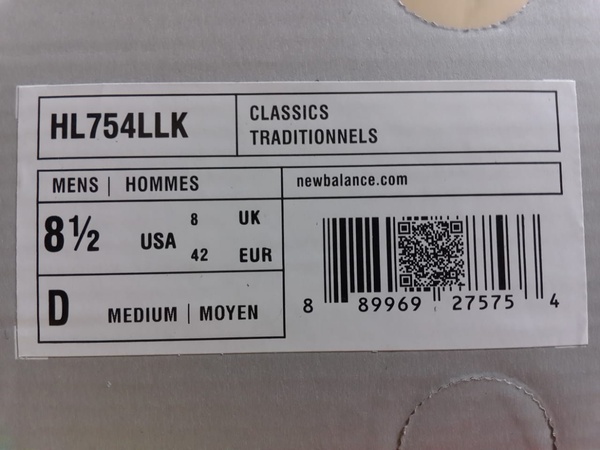 HL754LLK
CLASSICS
TRADITIONNELS
MENS | HOMMES
newbalance.com
8½ USA 8 UK
42 EUR
D MEDIUM | MOYEN
8 89969 27575 4